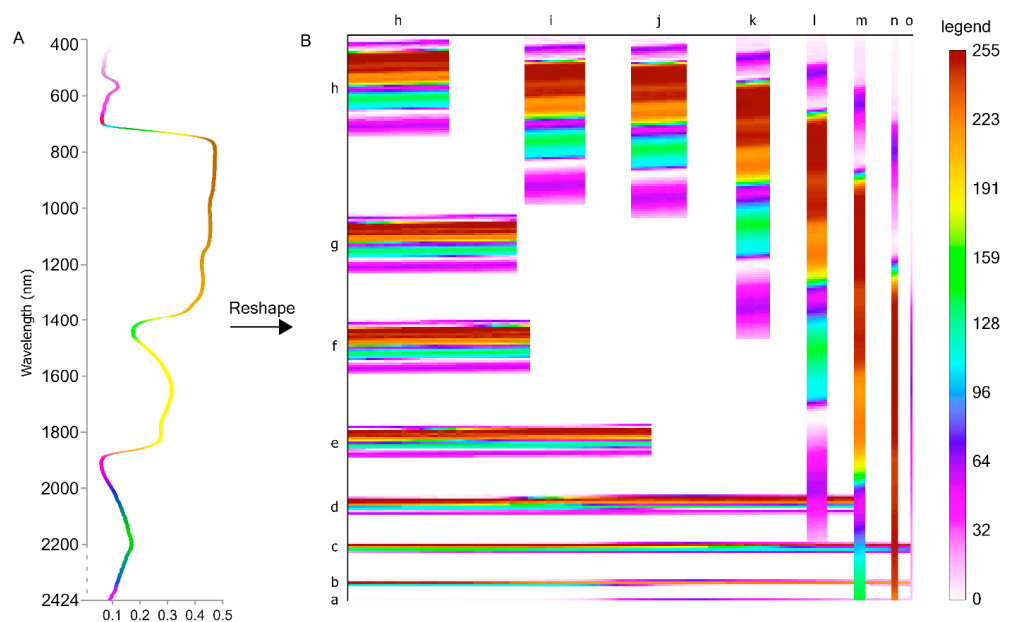 A
400
600
800
1000
1200
1400
1600
1800
2000
2200
2424
Wavelength (nm)
0.1 0.2 0.3 0.4 0.5
Reshape
B
h i j k l m n o
h
g
f
e
d
c
b
a
legend
255
223
191
159
128
96
64
32
0